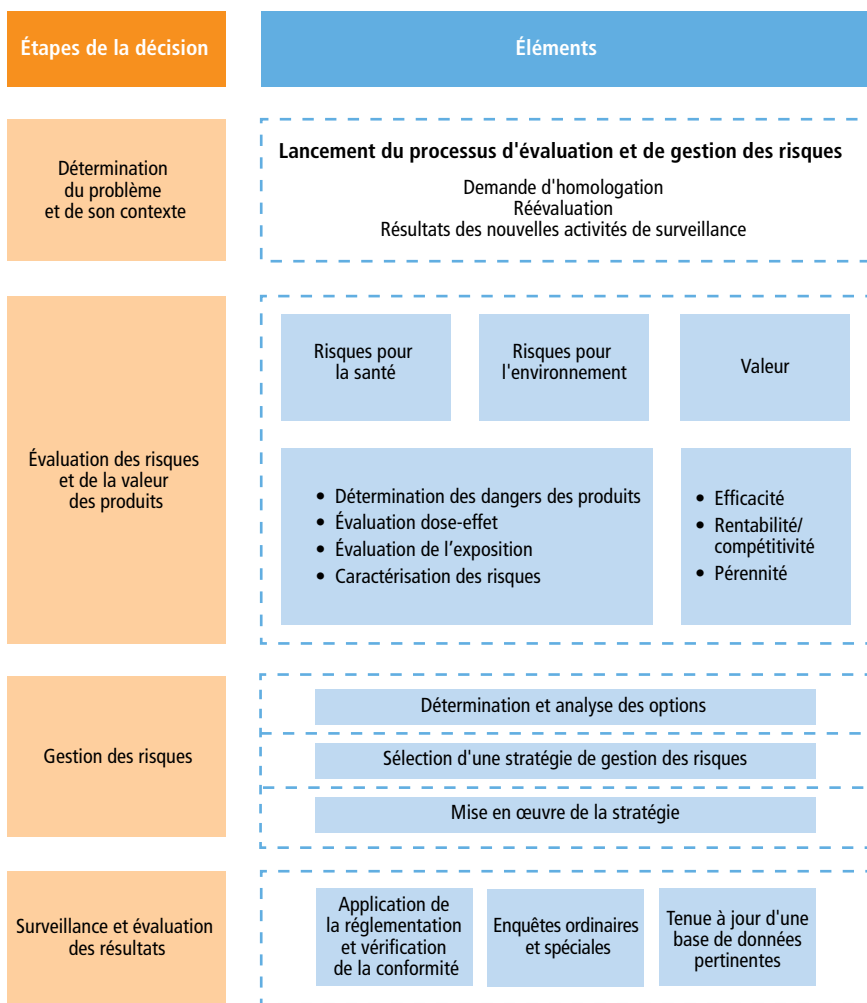 Étapes de la décision
Éléments
Détermination
du problème
et de son contexte
Lancement du processus d'évaluation et de gestion des risques
Demande d'homologation
Réévaluation
Résultats des nouvelles activités de surveillance
Évaluation des risques
et de la valeur
des produits
Risques pour
la santé
Risques pour
l'environnement
Valeur
• Détermination des dangers des produits
• Évaluation dose-effet
• Évaluation de l'exposition
• Caractérisation des risques
• Efficacité
• Rentabilité/
compétitivité
• Pérennité
Gestion des risques
Détermination et analyse des options
Sélection d'une stratégie de gestion des risques
Mise en œuvre de la stratégie
Surveillance et évaluation
des résultats
Application de
la réglementation
et vérification
de la conformité
Enquêtes ordinaires
et spéciales
Tenue à jour d'une
base de données
pertinentes